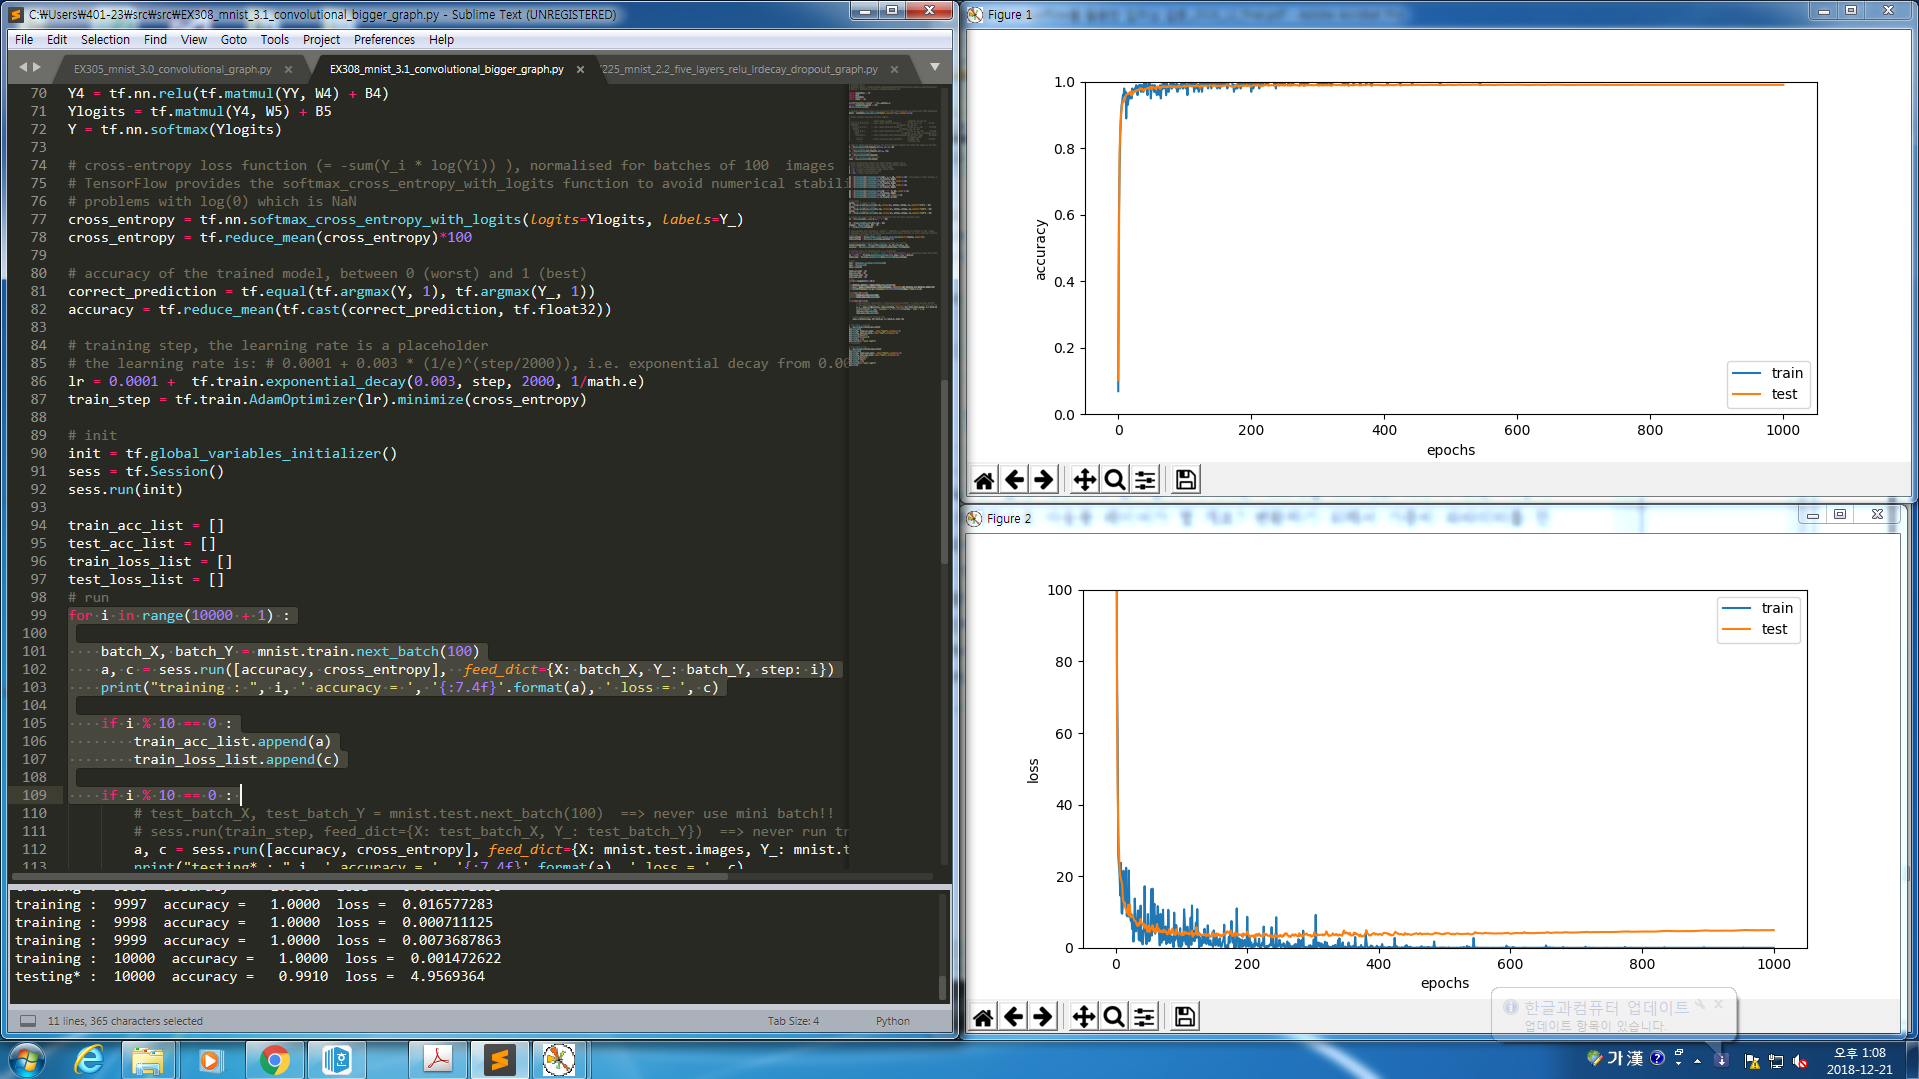 C:₩Users₩401-23₩src₩src₩EX308_mnist_3.1_convolutional_bigger_graph.py - Sublime Text (UNREGISTERED)
File Edit Selection Find View Goto Tools Project Preferences Help
EX305_mnist_3.0_convolutional_graph.py
EX308_mnist_3.1_convolutional_bigger_graph.py
225_mnist_2.2_five_layers_relu_lrdecay_dropout_graph.py
70 Y4 = tf.nn.relu(tf.matmul(YY, W4) + B4)
71 Ylogits = tf.matmul(Y4, W5) + B5
72 Y = tf.nn.softmax(Ylogits)
73
74 # cross-entropy loss function (= -sum(Y_i * log(Yi)) ), normalised for batches of 100  images
75 # TensorFlow provides the softmax_cross_entropy_with_logits function to avoid numerical stabili
76 # problems with log(0) which is NaN
77 cross_entropy = tf.nn.softmax_cross_entropy_with_logits(logits=Ylogits, labels=Y_)
78 cross_entropy = tf.reduce_mean(cross_entropy)*100
79
80 # accuracy of the trained model, between 0 (worst) and 1 (best)
81 correct_prediction = tf.equal(tf.argmax(Y, 1), tf.argmax(Y_, 1))
82 accuracy = tf.reduce_mean(tf.cast(correct_prediction, tf.float32))
83
84 # training step, the learning rate is a placeholder
85 # the learning rate is: # 0.0001 + 0.003 * (1/e)^(step/2000)), i.e. exponential decay from 0.00
86 lr = 0.0001 +  tf.train.exponential_decay(0.003, step, 2000, 1/math.e)
87 train_step = tf.train.AdamOptimizer(lr).minimize(cross_entropy)
88
89 # init
90 init = tf.global_variables_initializer()
91 sess = tf.Session()
92 sess.run(init)
93
94 train_acc_list = []
95 test_acc_list = []
96 train_loss_list = []
97 test_loss_list = []
98 # run
99 for i in range(10000 + 1) :
100
101     batch_X, batch_Y = mnist.train.next_batch(100)
102     a, c = sess.run([accuracy, cross_entropy],  feed_dict={X: batch_X, Y_: batch_Y, step: i})
103     print("training : ", i, ' accuracy = ', '{:7.4f}'.format(a), ' loss = ', c)
104
105     if i % 10 == 0 :
106         train_acc_list.append(a)
107         train_loss_list.append(c)
108
109     if i % 10 == 0 :
110         # test_batch_X, test_batch_Y = mnist.test.next_batch(100)  ==> never use mini batch!!
111         # sess.run(train_step, feed_dict={X: test_batch_X, Y_: test_batch_Y})  ==> never run tr
112         a, c = sess.run([accuracy, cross_entropy], feed_dict={X: mnist.test.images, Y_: mnist.t
113         print("testing* : ", i, ' accuracy = ', '{:7.4f}'.format(a), ' loss = ', c)
training :  9997  accuracy =   1.0000  loss =  0.016577283
training :  9998  accuracy =   1.0000  loss =  0.000711125
training :  9999  accuracy =   1.0000  loss =  0.0073687863
training :  10000  accuracy =   1.0000  loss =  0.001472622
testing* :  10000  accuracy =   0.9910  loss =  4.9569364
11 lines, 365 characters selected
Tab Size: 4
Python
Figure 1
1.0
0.8
0.6
0.4
0.2
0.0
accuracy
train
test
0 200 400 600 800 1000
epochs
Figure 2
100
80
60
40
20
0
loss
train
test
0 200 400 600 800 1000
epochs
한글과컴퓨터 업데이트
업데이트 항목이 있습니다.
가 漢
오후 1:08
2018-12-21